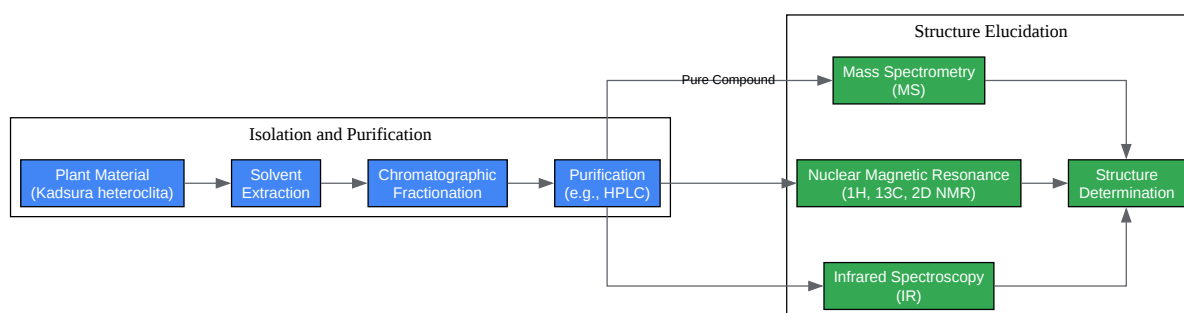 Structure Elucidation
Pure Compound
Mass Spectrometry
(MS)
Isolation and Purification
Plant Material
(Kadsura heteroclita)
Solvent
Extraction
Chromatographic
Fractionation
Purification
(e.g., HPLC)
Nuclear Magnetic Resonance
(1H, 13C, 2D NMR)
Structure
Determination
Infrared Spectroscopy
(IR)